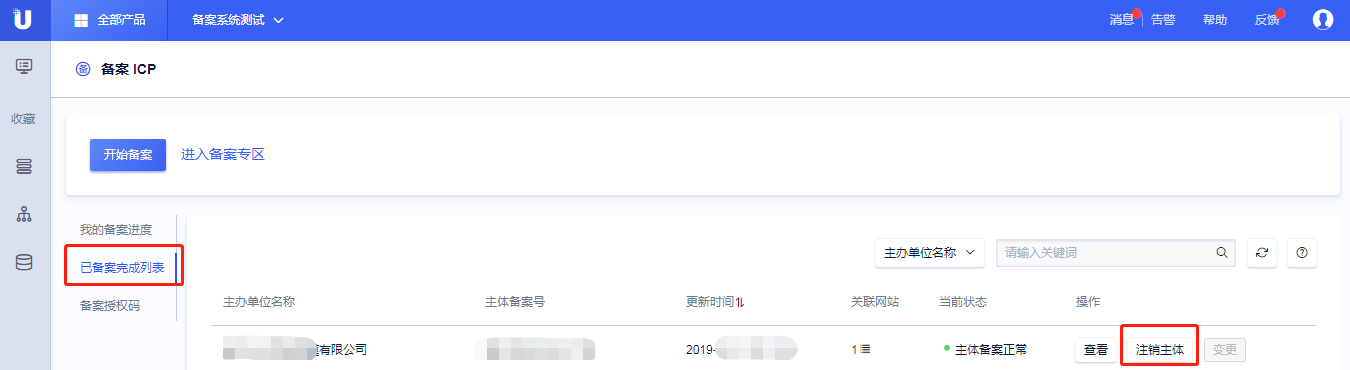 U 全部产品 备案系统测试 消息 告警 帮助 反馈
备 备案 ICP
收藏
开始备案 进入备案专区
我的备案进度
已备案完成列表
备案授权码
主办单位名称 请输入关键词
主办单位名称 主体备案号 更新时间 关联网站 当前状态 操作
有限公司 2019- 1 主体备案正常 查看 注销主体 变更